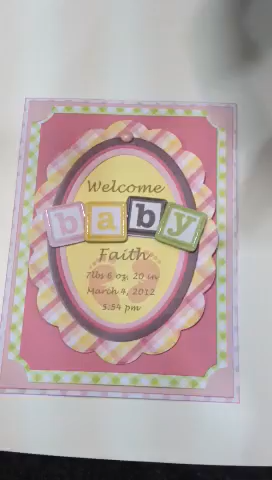 Welcome
baby
Faith
7lbs 6 oz, 20 in
March 4, 2012
5:54 pm